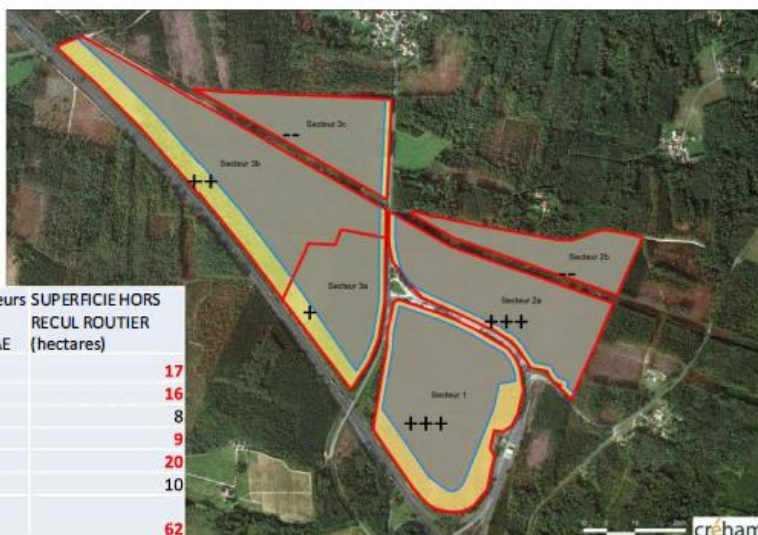 eurs SUPERFICIE HORS
RECUL ROUTIER
AE (hectares)
17
16
8
9
20
10
62
Secteur 3c
--
Secteur 3b
++
Secteur 3a
+
Secteur 2b
--
Secteur 2a
+++
Secteur 1
+++
créham